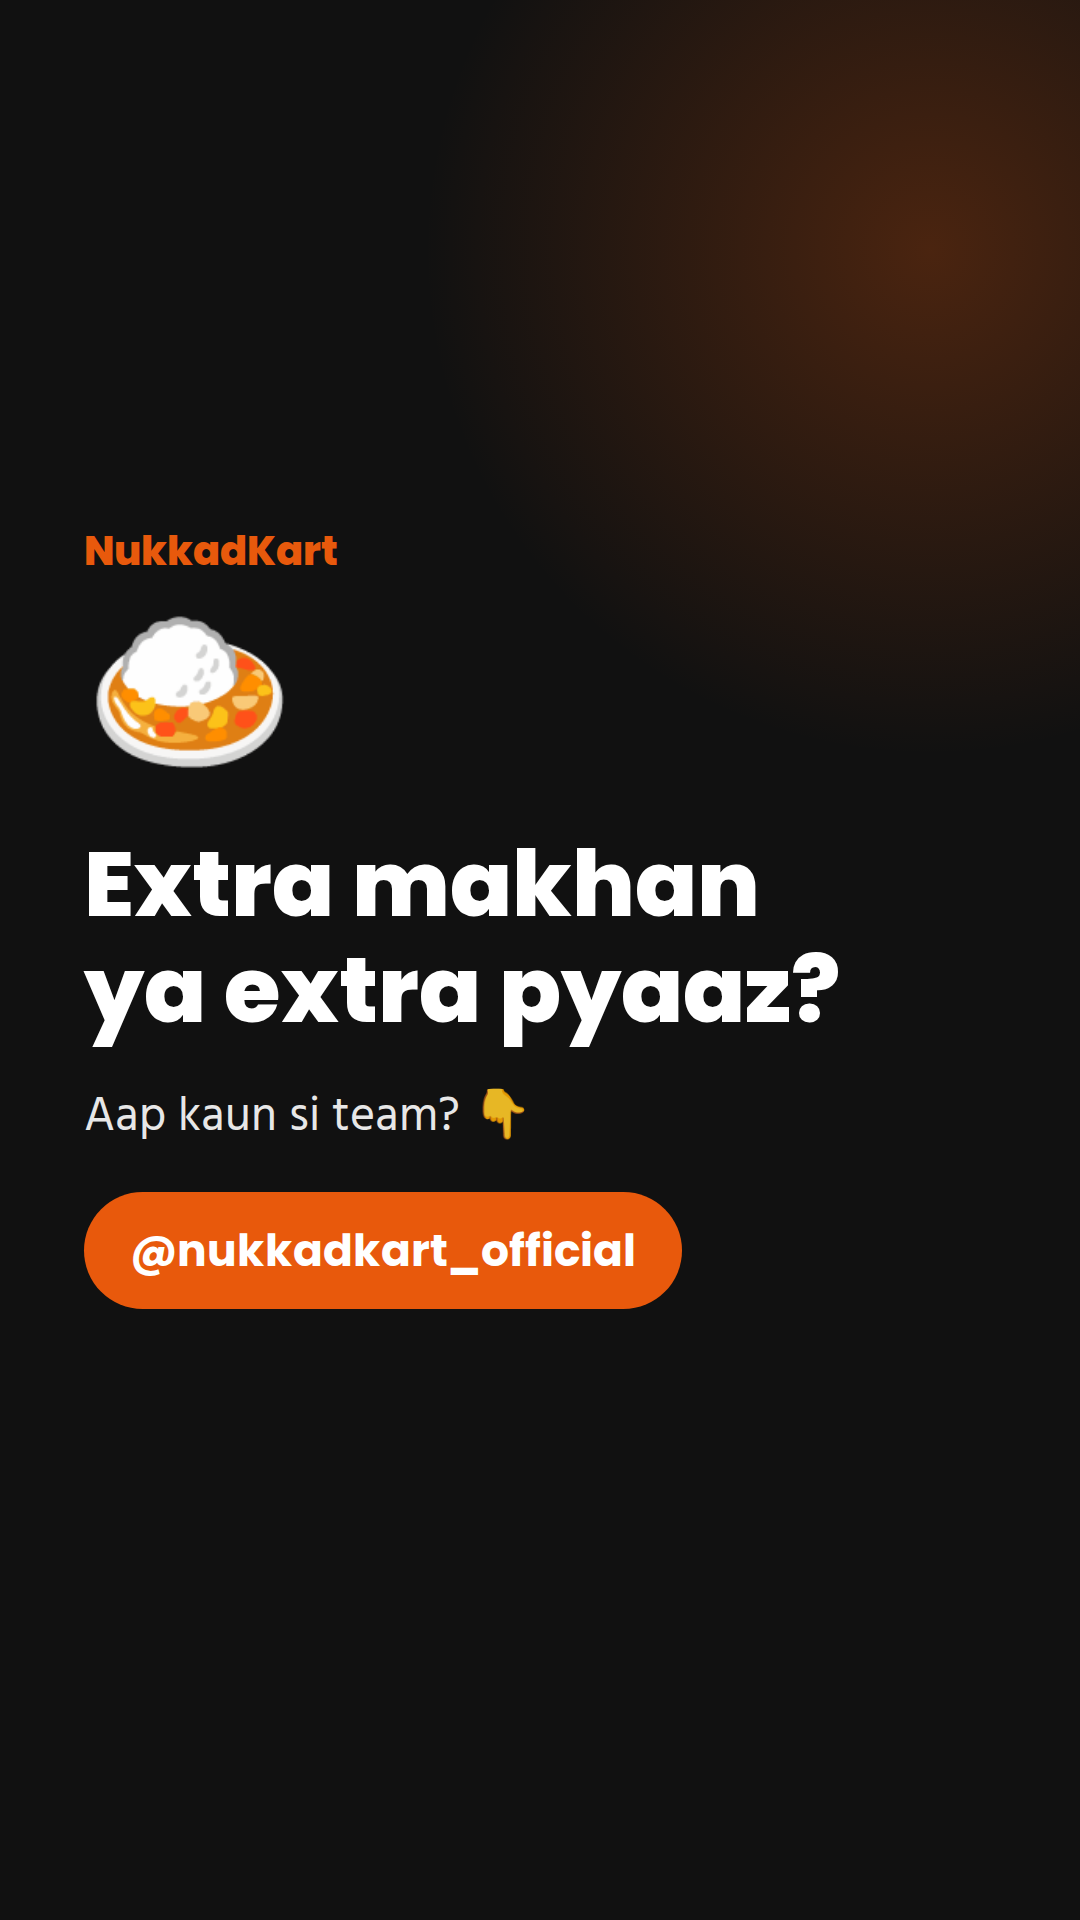 NukkadKart
Extra makhan
ya extra pyaaz?
Aap kaun si team? 👇
@nukkadkart_official